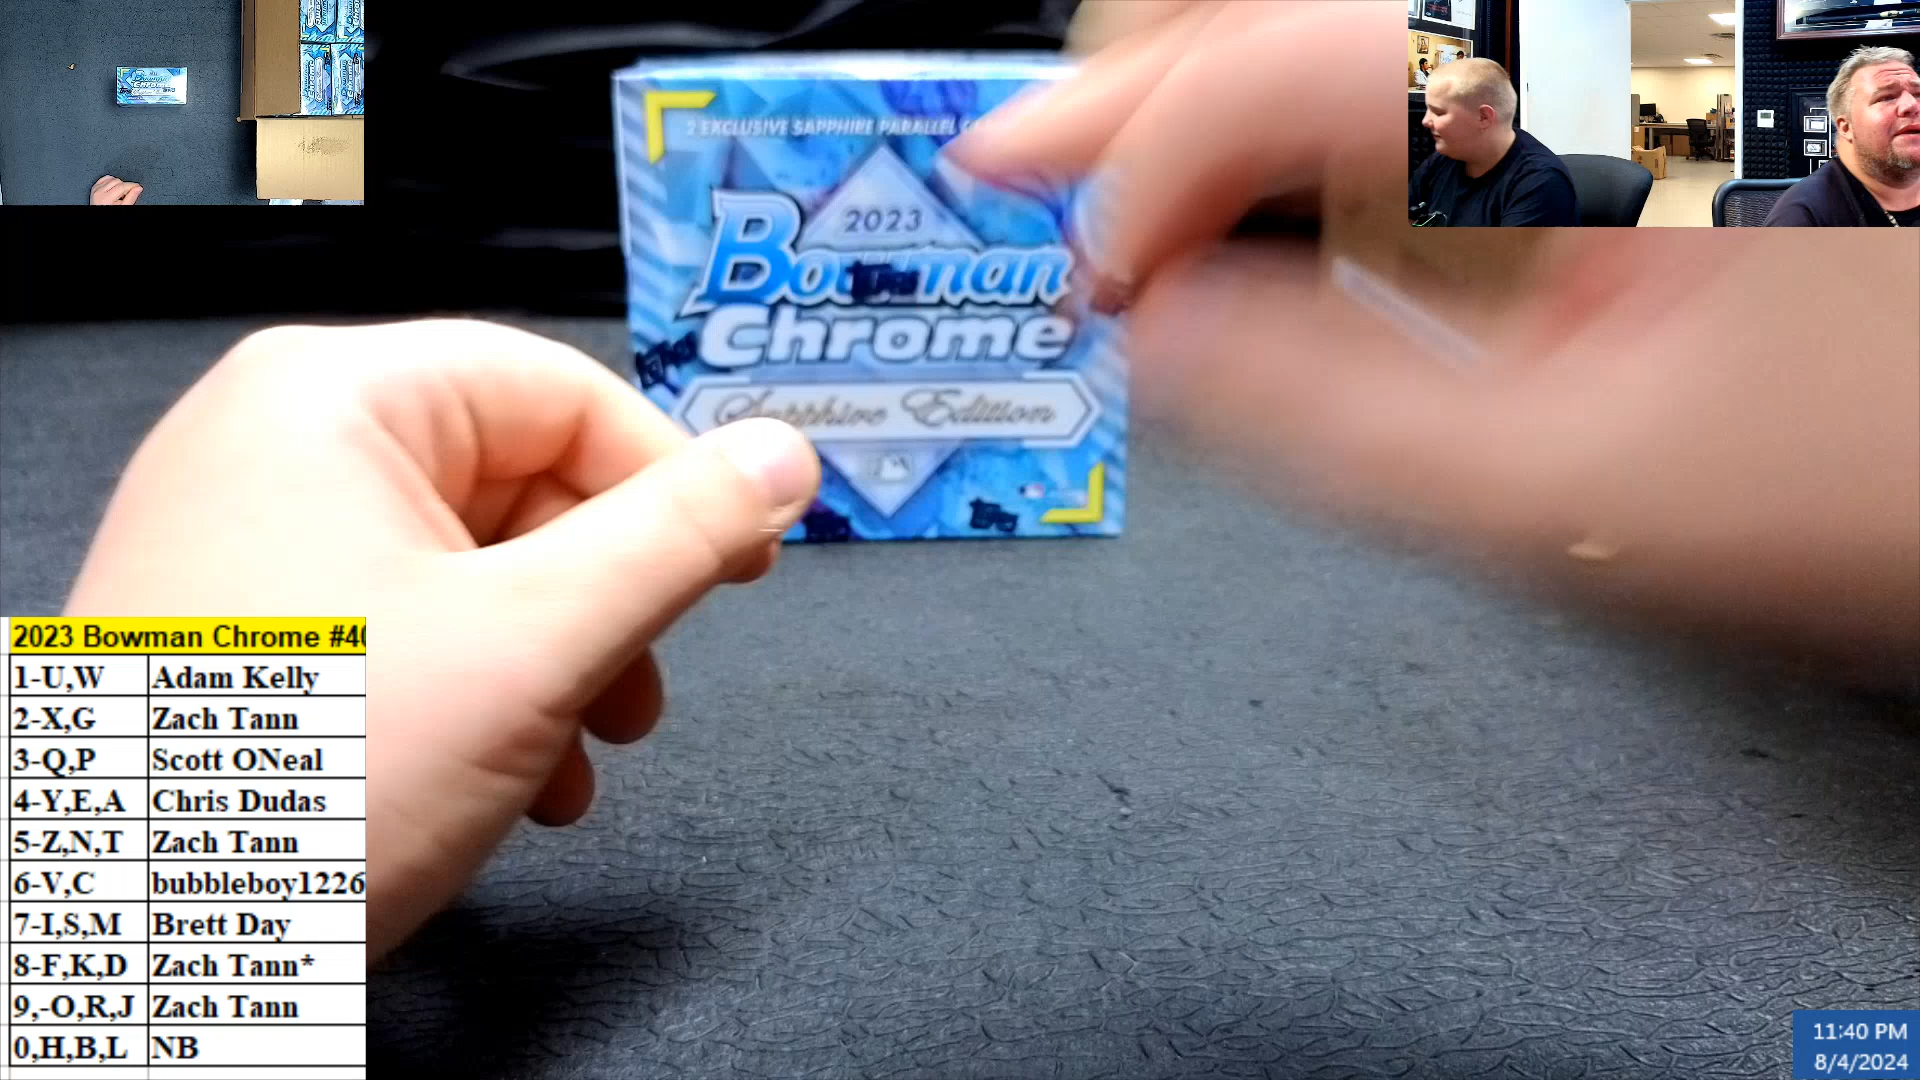 2 EXCLUSIVE SAPPHIRE PARALLEL
2023
Bowman
Chrome
Sapphire Edition
2023 Bowman Chrome #40
1-U,W Adam Kelly
2-X,G Zach Tann
3-Q,P Scott ONeal
4-Y,E,A Chris Dudas
5-Z,N,T Zach Tann
6-V,C bubbleboy1226
7-I,S,M Brett Day
8-F,K,D Zach Tann*
9,-O,R,J Zach Tann
0,H,B,L NB
11:40 PM
8/4/2024